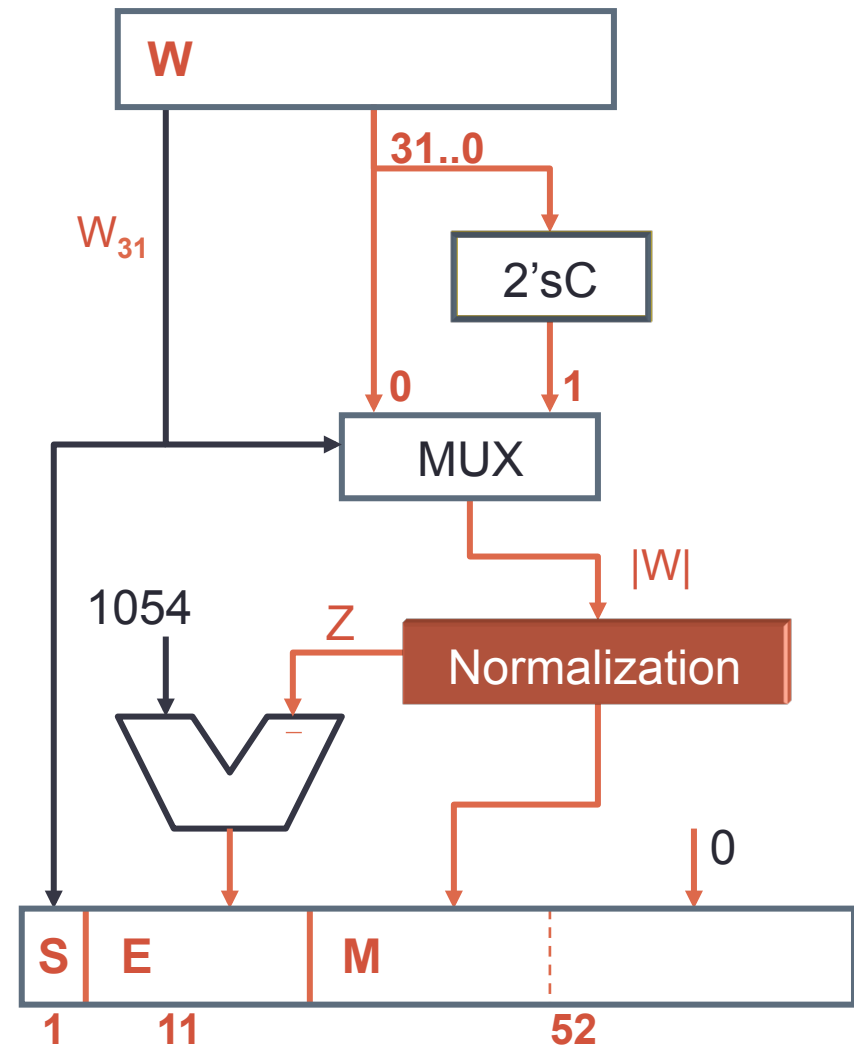 W
31..0
W31
2’sC
0 1
MUX
|W|
1054
Z
Normalization
–
0
S E M
1 11 52